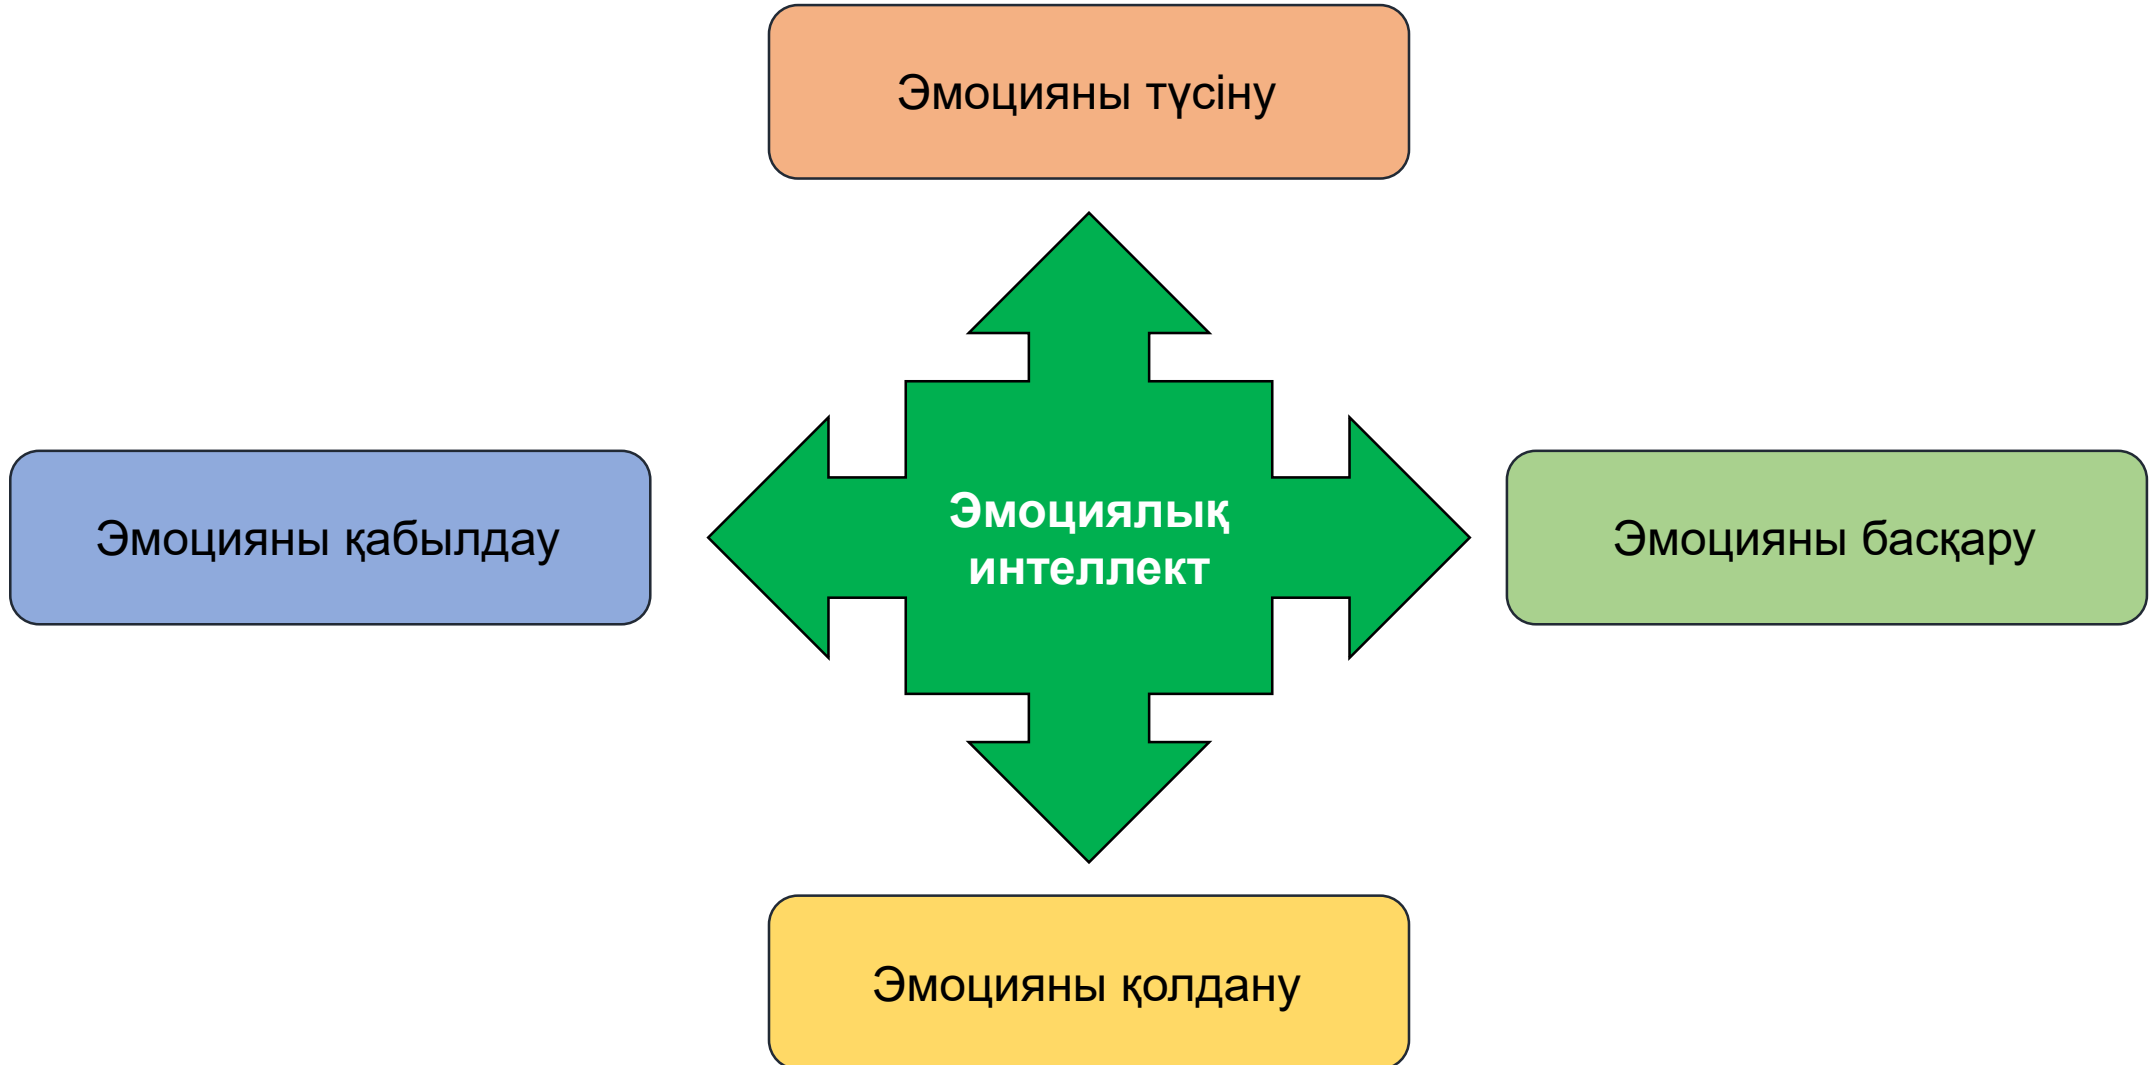 Эмоцияны түсіну
Эмоцияны қабылдау
Эмоциялық
интеллект
Эмоцияны басқару
Эмоцияны қолдану